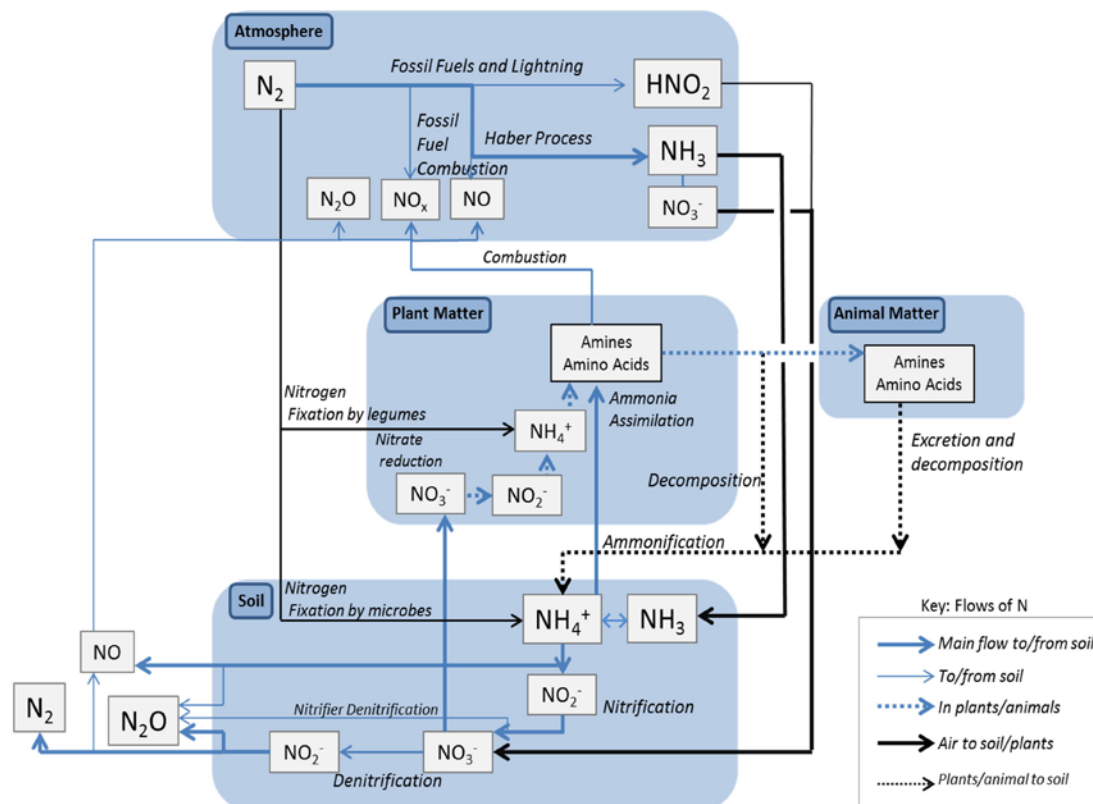 Atmosphere
Fossil Fuels and Lightning
N₂
HNO₂
Fossil
Fuel
Combustion
Haber Process
NH₃
N₂O
NOₓ
NO
NO₃⁻
Combustion
Plant Matter
Animal Matter
Amines
Amino Acids
Amines
Amino Acids
Nitrogen
Fixation by legumes
Ammonia
Assimilation
NH₄⁺
Nitrate
reduction
Excretion and
decomposition
Decomposition
NO₃⁻
NO₂⁻
Ammonification
Soil
Nitrogen
Fixation by microbes
NH₄⁺
NH₃
Key: Flows of N
Main flow to/from soil
To/from soil
In plants/animals
Air to soil/plants
Plants/animal to soil
NO
NO₂⁻
Nitrification
N₂
N₂O
Nitrifier Denitrification
NO₂⁻
NO₃⁻
Denitrification